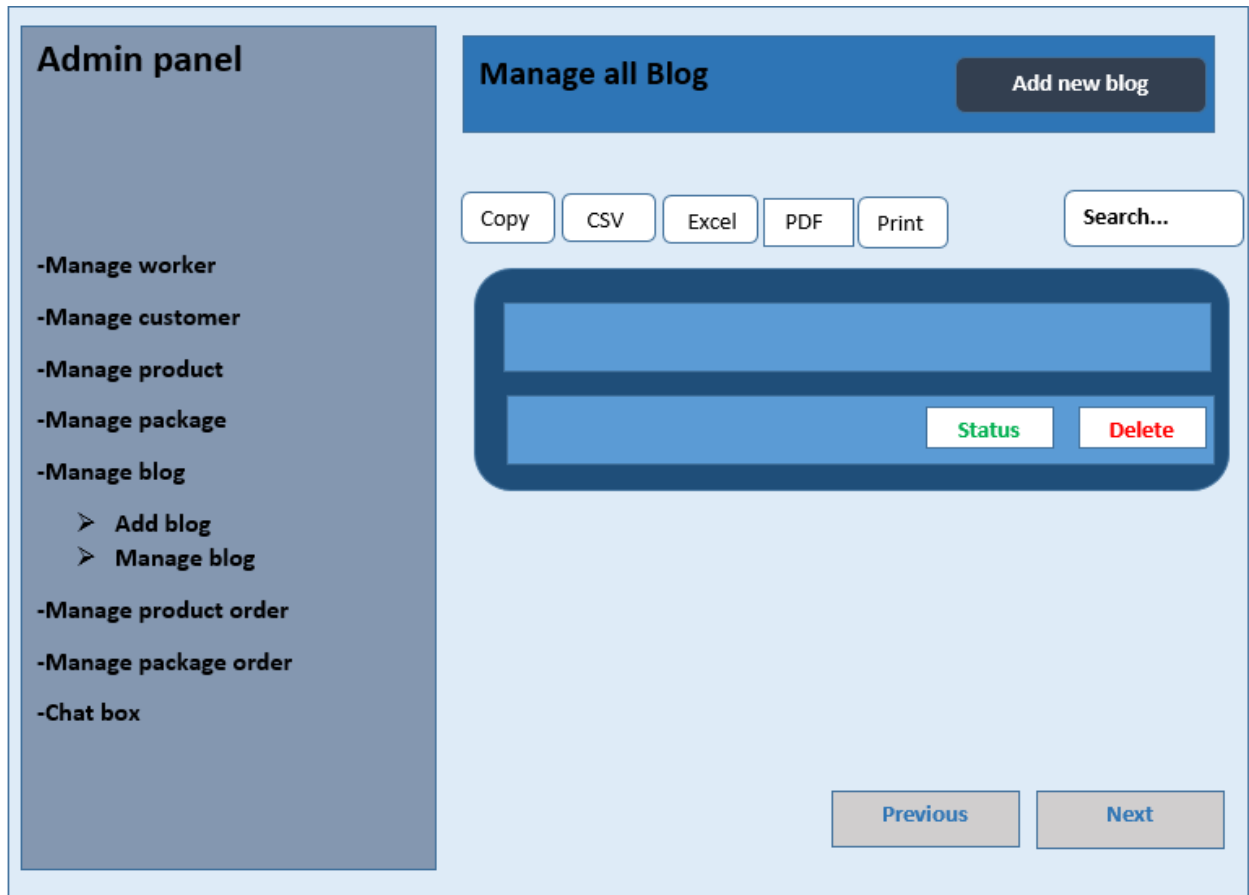 Admin panel
-Manage worker
-Manage customer
-Manage product
-Manage package
-Manage blog
➢ Add blog
➢ Manage blog
-Manage product order
-Manage package order
-Chat box
Manage all Blog
Add new blog
Copy
CSV
Excel
PDF
Print
Search...
Status
Delete
Previous
Next